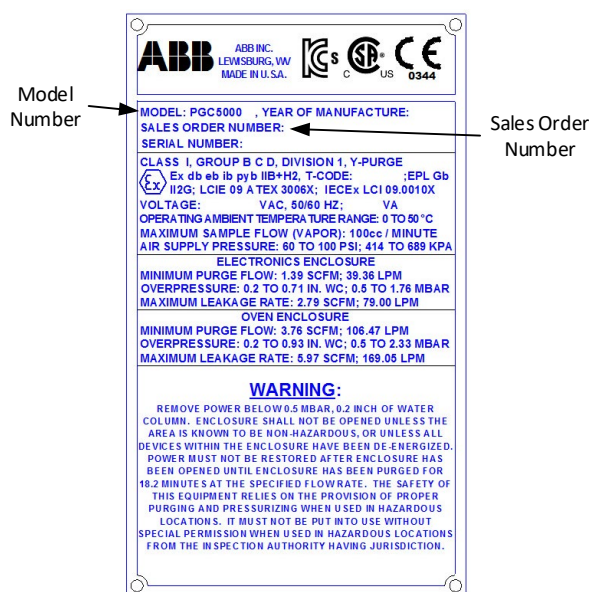 ABB
ABB INC.
LEWISBURG, WV
MADE IN U.S.A.
KC s
C SA US
CE
0344
Model
Number
MODEL: PGC5000 , YEAR OF MANUFACTURE:
SALES ORDER NUMBER:
SERIAL NUMBER:
Sales Order
Number
CLASS I, GROUP B C D, DIVISION 1, Y-PURGE
Ex Ex db eb ib pyb IIB+H2, T-CODE: ;EPL Gb
II2G; LCIE 09 ATEX 3006X, IECEx LCI 09.0010X
VOLTAGE: VAC, 50/60 HZ; VA
OPERATING AMBIENT TEMPERATURE RANGE: 0 TO 50°C
MAXIMUM SAMPLE FLOW (VAPOR): 100cc / MINUTE
AIR SUPPLY PRESSURE: 60 TO 100 PSI; 414 TO 689 KPA
ELECTRONICS ENCLOSURE
MINIMUM PURGE FLOW: 1.39 SCFM; 39.36 LPM
OVERPRESSURE: 0.2 TO 0.71 IN. WC; 0.5 TO 1.76 MBAR
MAXIMUM LEAKAGE RATE: 2.79 SCFM; 79.00 LPM
OVEN ENCLOSURE
MINIMUM PURGE FLOW: 3.76 SCFM; 106.47 LPM
OVERPRESSURE: 0.2 TO 0.93 IN. WC; 0.5 TO 2.33 MBAR
MAXIMUM LEAKAGE RATE: 5.97 SCFM; 169.05 LPM
WARNING:
REMOVE POWER BELOW 0.5 MBAR, 0.2 INCH OF WATER
COLUMN. ENCLOSURE SHALL NOT BE OPENED UNLESS THE
AREA IS KNOWN TO BE NON-HAZARDOUS, OR UNLESS ALL
DEVICES WITHIN THE ENCLOSURE HAVE BEEN DE-ENERGIZED.
POWER MUST NOT BE RESTORED AFTER ENCLOSURE HAS
BEEN OPENED UNTIL ENCLOSURE HAS BEEN PURGED FOR
18.2 MINUTES AT THE SPECIFIED FLOW RATE. THE SAFETY OF
THIS EQUIPMENT RELIES ON THE PROVISION OF PROPER
PURGING AND PRESSURIZING WHEN USED IN HAZARDOUS
LOCATIONS. IT MUST NOT BE PUT INTO USE WITHOUT
SPECIAL PERMISSION WHEN USED IN HAZARDOUS LOCATIONS
FROM THE INSPECTION AUTHORITY HAVING JURISDICTION.